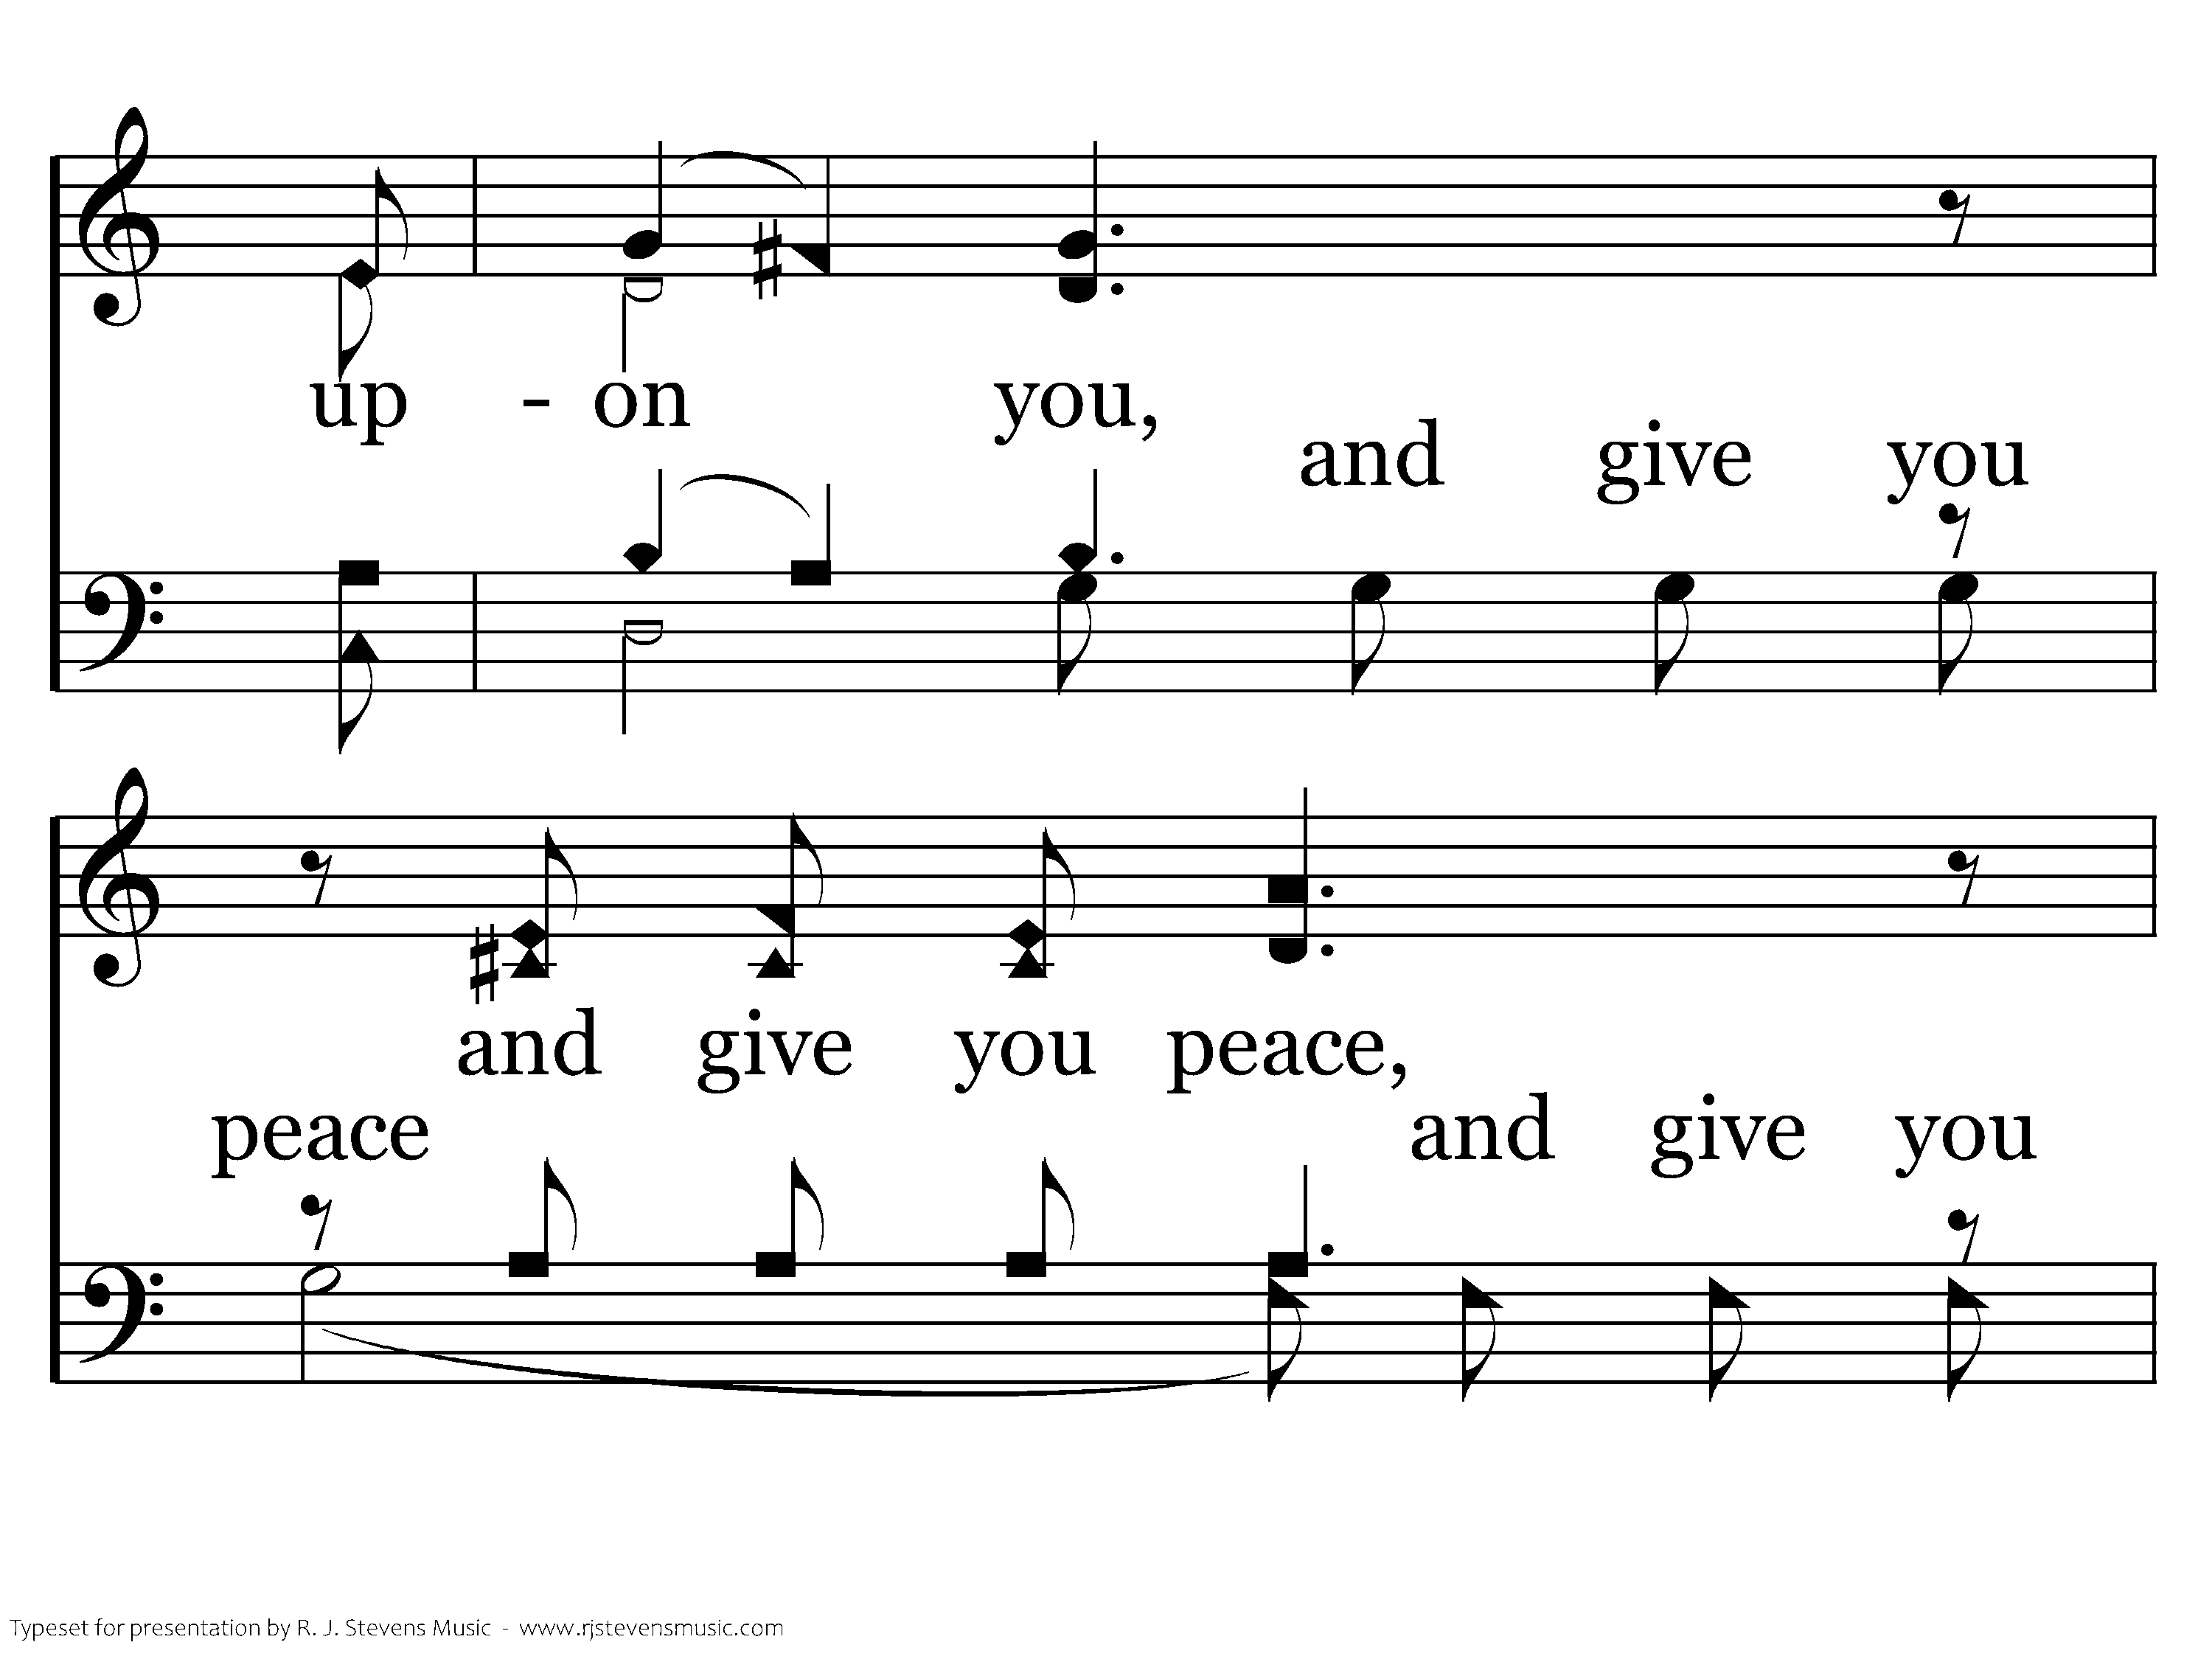 up - on you,
and give you
and give you peace,
peace and give you
Typeset for presentation by R. J. Stevens Music - www.rjstevensmusic.com